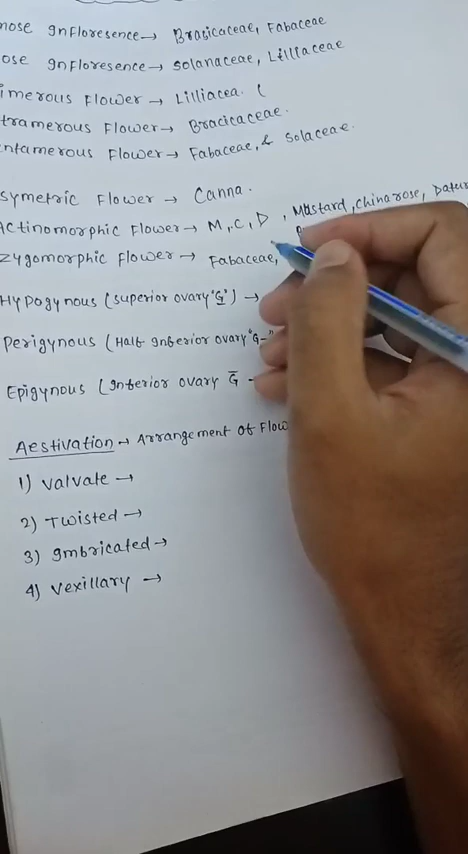 nose Inflorescence → Brasicaceae, Fabaceae
ose Inflorescence → Solanaceae, Lilliaceae
imerous Flower → Lilliacea. (
tramerous Flower → Bracicaceae.
ntamerous Flower → Fabaceae, & Solaceae.
symetric Flower → Canna.
Actinomorphic Flower → M, C, D, Mustard, China rose, Datur
Zygomorphic Flower → Fabaceae,
Hypogynous (Superior ovary "G") →
Perigynous (Half Inferior ovary "G-"
Epigynous (Inferior ovary G̅ -
Aestivation → Arrangement of Flow
1) Valvate →
2) Twisted →
3) Imbricated →
4) Vexillary →